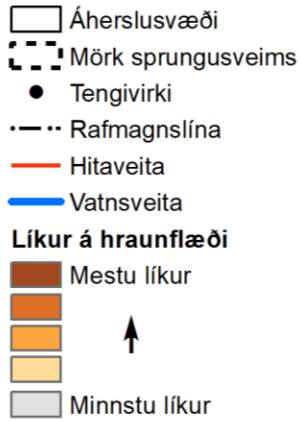 Áherslusvæði
Mörk sprungusveims
Tengivirki
Rafmagnslína
Hitaveita
Vatnsveita
Líkur á hraunflæði
Mestu líkur
Minnstu líkur